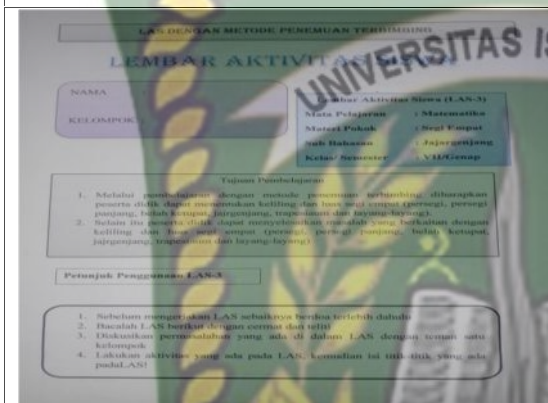 LAS DENGAN METODE PENEMUAN TERBIMBING
LEMBAR AKTIVITAS SISWA
UNIVERSITAS IS
NAMA :
KELOMPOK :
Lembar Aktivitas Siswa (LAS-3)
Mata Pelajaran : Matematika
Materi Pokok : Segi Empat
Sub Bahasan : Jajargenjang
Kelas/ Semester : VII/Genap
Tujuan Pembelajaran
1. Melalui pembelajaran dengan metode penemuan terbimbing diharapkan
peserta didik dapat menentukan keliling dan luas segi empat (persegi, persegi
panjang, belah ketupat, jajrgenjang, trapesium dan layang-layang).
2. Selain itu peserta didik dapat menyelesaikan masalah yang berkaitan dengan
keliling dan luas segi empat (persegi, persegi panjang, belah ketupat,
jajrgenjang, trapesium dan layang-layang)
Petunjuk Penggunaan LAS-3
1. Sebelum mengerjakan LAS sebaiknya berdoa terlebih dahulu
2. Bacalah LAS berikut dengan cermat dan teliti
3. Diskusikan permasalahan yang ada di dalam LAS dengan teman satu
kelompok
4. Lakukan aktivitas yang ada pada LAS, kemudian isi titik-titik yang ada
padaLAS!